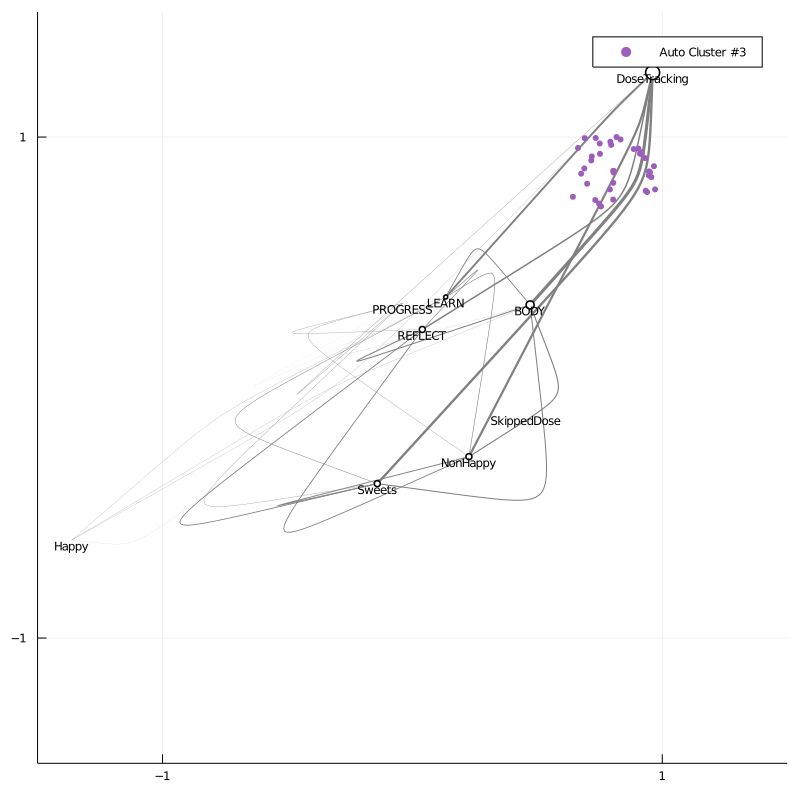 Auto Cluster #3
DoseTracking
1
LEARN
PROGRESS
BODY
REFLECT
SkippedDose
NonHappy
Sweets
Happy
−1
−1
1